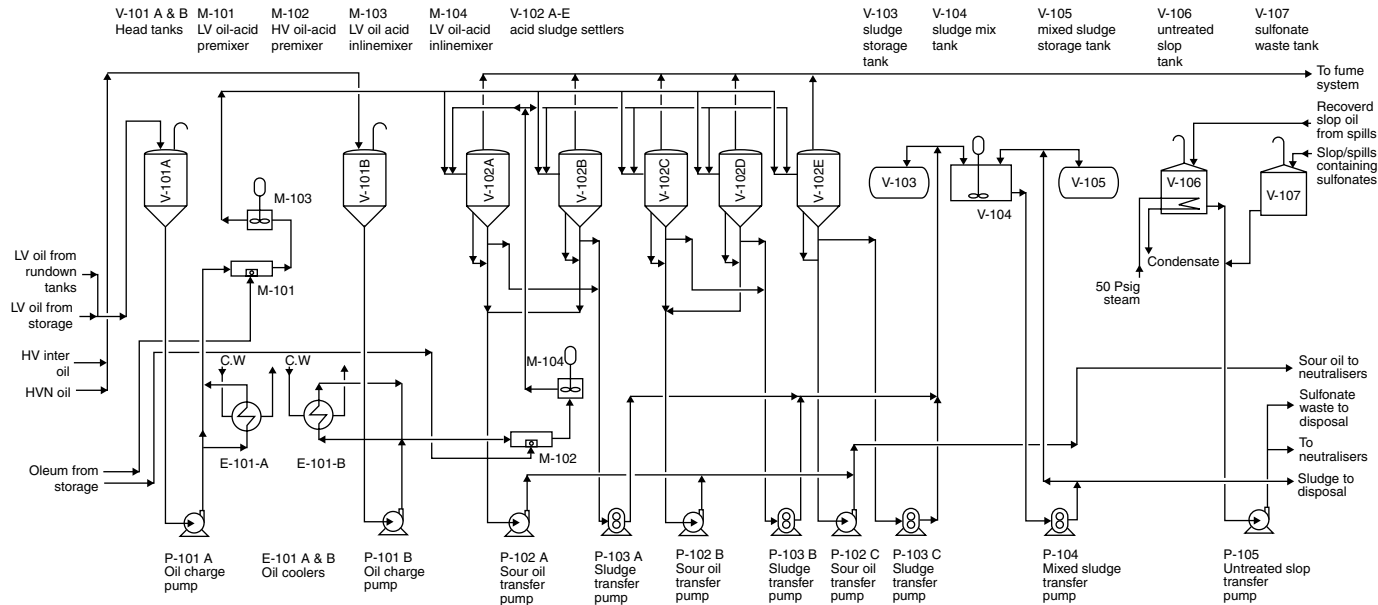 V-101 A & B
Head tanks
M-101
LV oil-acid
premixer
M-102
HV oil-acid
premixer
M-103
LV oil acid
inlinemixer
M-104
LV oil-acid
inlinemixer
V-102 A-E
acid sludge settlers
V-103
sludge
storage
tank
V-104
sludge mix
tank
V-105
mixed sludge
storage tank
V-106
untreated
slop
tank
V-107
sulfonate
waste tank
To fume
system
Recoverd
slop oil
from spills
Slop/spills
containing
sulfonates
V-101A
M-103
V-101B
V-102A
V-102B
V-102C
V-102D
V-102E
V-103
V-104
V-105
V-106
V-107
LV oil from
rundown
tanks
M-101
Condensate
50 Psig
steam
LV oil from
storage
HV inter
oil
HVN oil
C.W
C.W
M-104
Sour oil to
neutralisers
Sulfonate
waste to
disposal
To
neutralisers
Sludge to
disposal
Oleum from
storage
E-101-A
E-101-B
M-102
P-101 A
Oil charge
pump
E-101 A & B
Oil coolers
P-101 B
Oil charge
pump
P-102 A
Sour oil
transfer
pump
P-103 A
Sludge
transfer
pump
P-102 B
Sour oil
transfer
pump
P-103 B
Sludge
transfer
pump
P-102 C
Sour oil
transfer
pump
P-103 C
Sludge
transfer
pump
P-104
Mixed sludge
transfer
pump
P-105
Untreated slop
transfer
pump